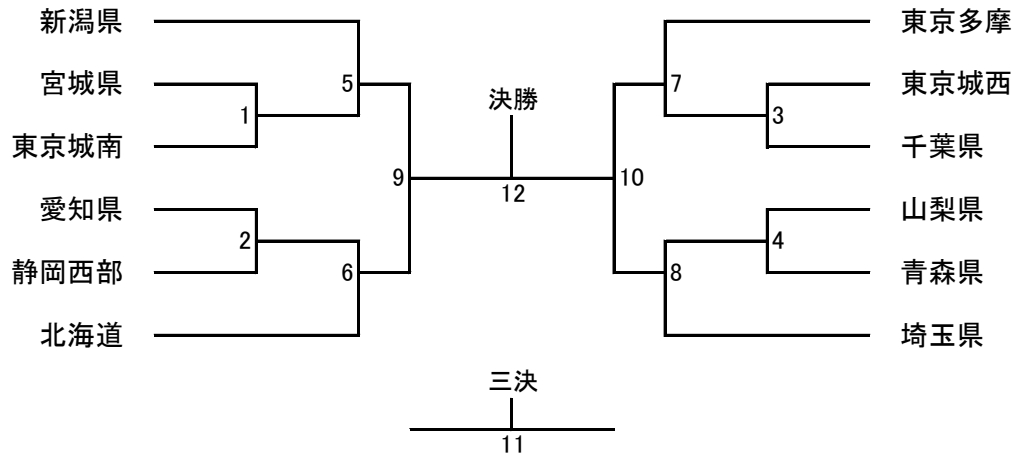 新潟県
東京多摩
宮城県
5
7
東京城西
決勝
1
3
東京城南
千葉県
9
10
12
愛知県
山梨県
2
4
静岡西部
6
8
青森県
北海道
埼玉県
三決
11